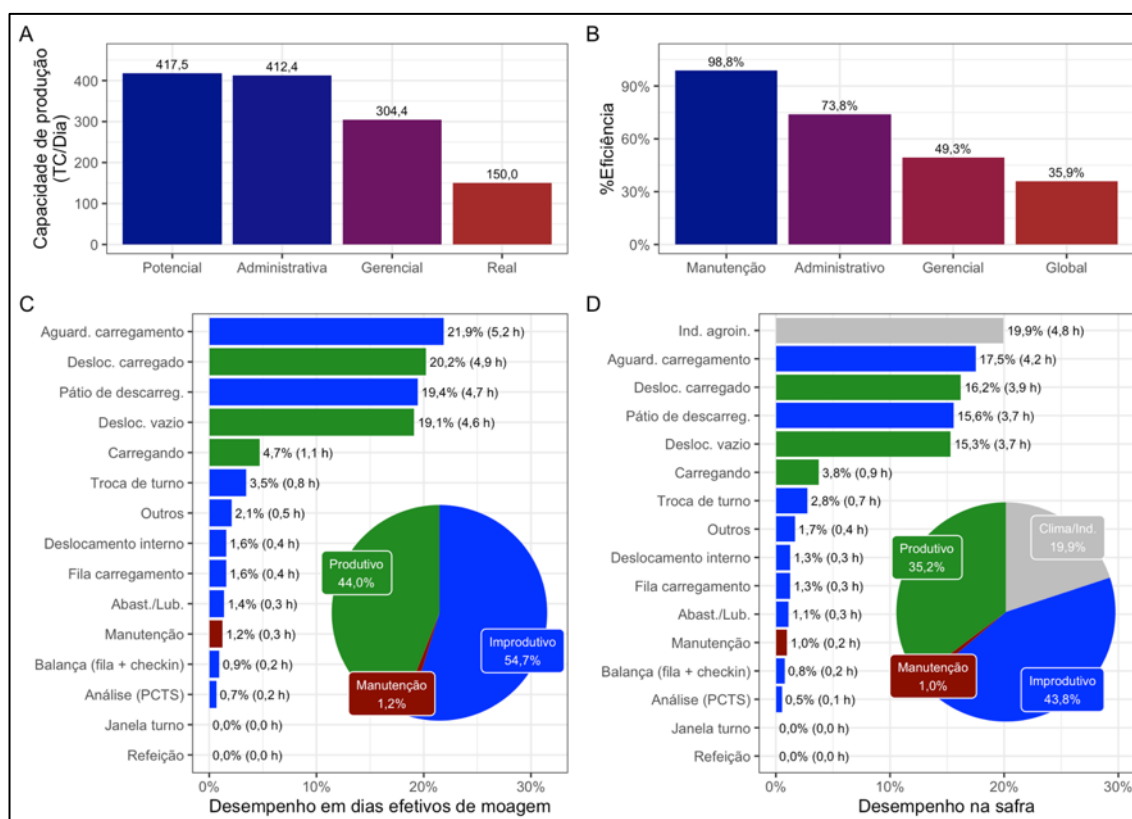 A
Capacidade de produção
(TC/Dia)
400
300
200
100
0
417,5
412,4
304,4
150,0
Potencial
Administrativa
Gerencial
Real
B
%Eficiência
90%
60%
30%
0%
98,8%
73,8%
49,3%
35,9%
Manutenção
Administrativo
Gerencial
Global
C
Aguard. carregamento 21,9% (5,2 h)
Desloc. carregado 20,2% (4,9 h)
Pátio de descarreg. 19,4% (4,7 h)
Desloc. vazio 19,1% (4,6 h)
Carregando 4,7% (1,1 h)
Troca de turno 3,5% (0,8 h)
Outros 2,1% (0,5 h)
Deslocamento interno 1,6% (0,4 h)
Fila carregamento 1,6% (0,4 h)
Abast./Lub. 1,4% (0,3 h)
Manutenção 1,2% (0,3 h)
Balança (fila + checkin) 0,9% (0,2 h)
Análise (PCTS) 0,7% (0,2 h)
Janela turno 0,0% (0,0 h)
Refeição 0,0% (0,0 h)
Produtivo
44,0%
Improdutivo
54,7%
Manutenção
1,2%
0%
10%
20%
30%
Desempenho em dias efetivos de moagem
D
Ind. agroin. 19,9% (4,8 h)
Aguard. carregamento 17,5% (4,2 h)
Desloc. carregado 16,2% (3,9 h)
Pátio de descarreg. 15,6% (3,7 h)
Desloc. vazio 15,3% (3,7 h)
Carregando 3,8% (0,9 h)
Troca de turno 2,8% (0,7 h)
Outros 1,7% (0,4 h)
Deslocamento interno 1,3% (0,3 h)
Fila carregamento 1,3% (0,3 h)
Abast./Lub. 1,1% (0,3 h)
Manutenção 1,0% (0,2 h)
Balança (fila + checkin) 0,8% (0,2 h)
Análise (PCTS) 0,5% (0,1 h)
Janela turno 0,0% (0,0 h)
Refeição 0,0% (0,0 h)
Clima/Ind.
19,9%
Produtivo
35,2%
Manutenção
1,0%
Improdutivo
43,8%
0%
10%
20%
30%
Desempenho na safra